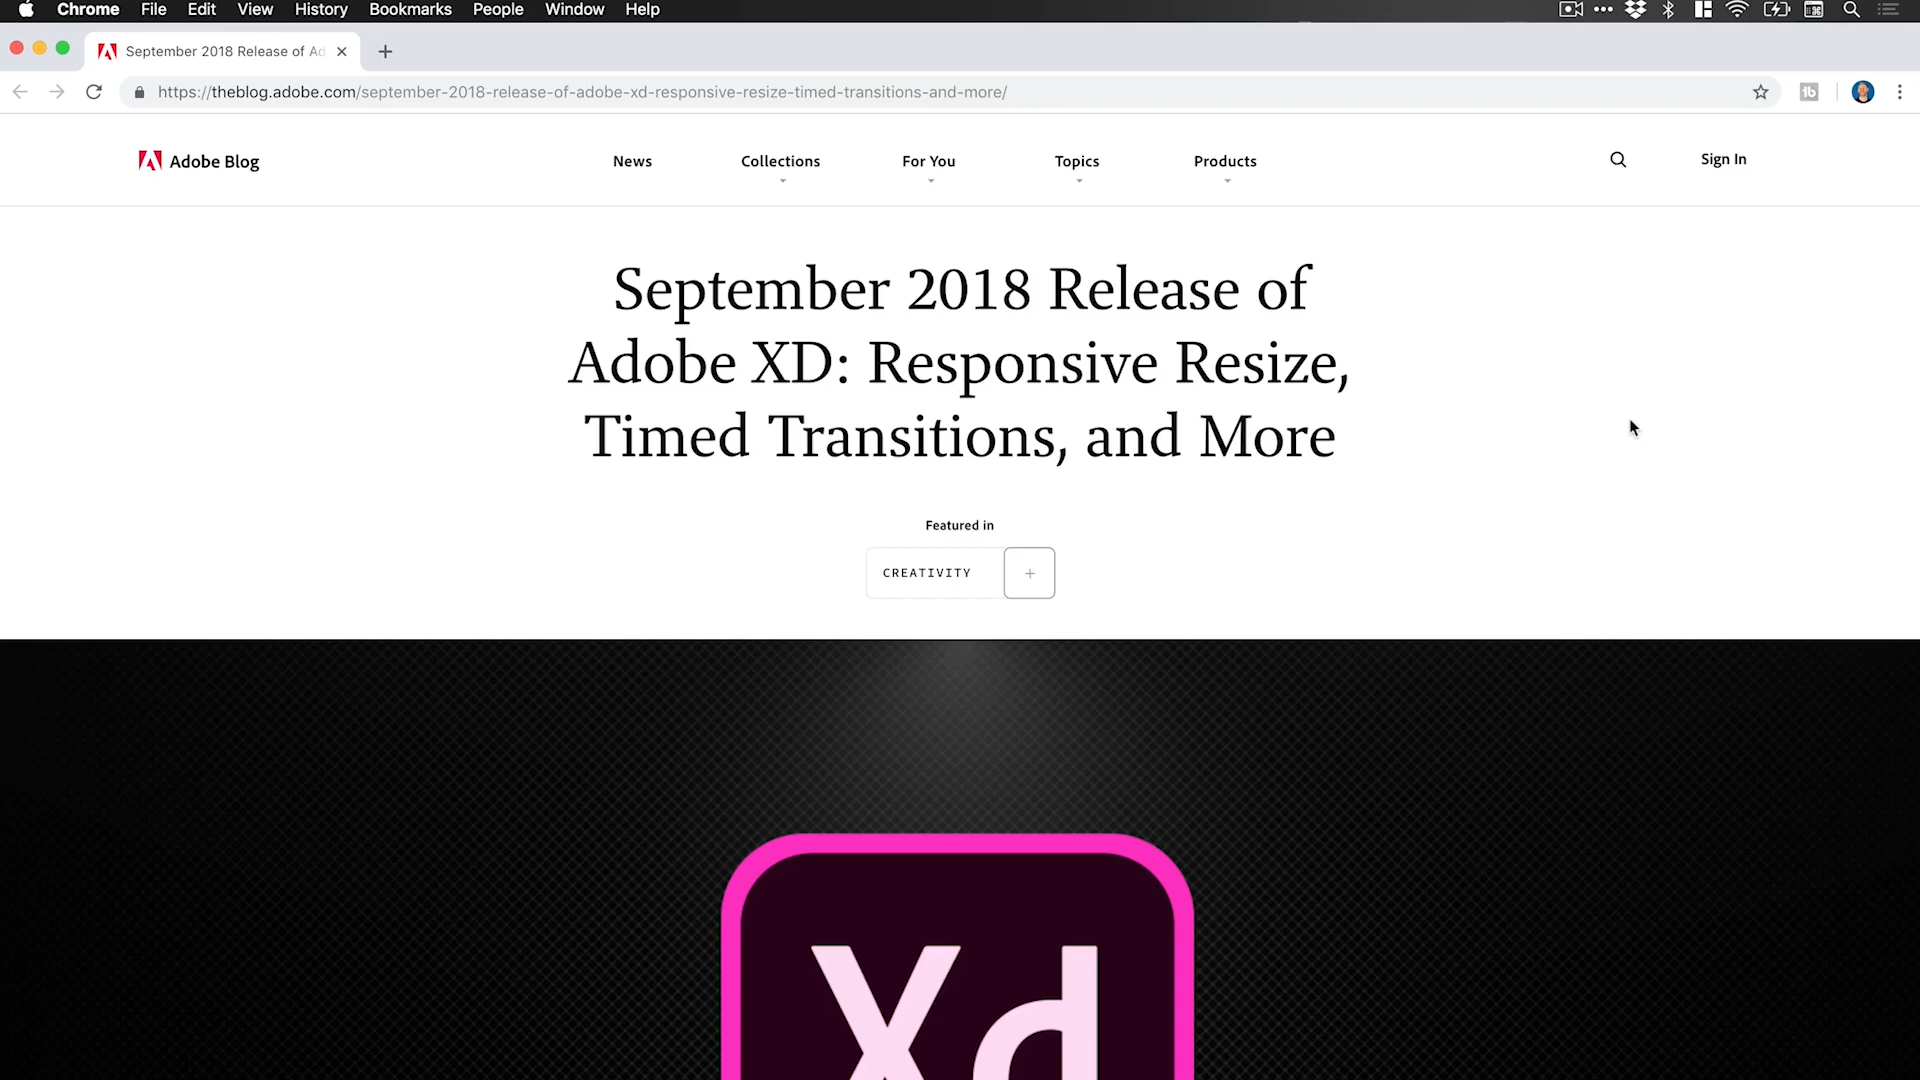 Chrome File Edit View History Bookmarks People Window Help
September 2018 Release of Ad
https://theblog.adobe.com/september-2018-release-of-adobe-xd-responsive-resize-timed-transitions-and-more/
Adobe Blog
News
Collections
For You
Topics
Products
Sign In
September 2018 Release of
Adobe XD: Responsive Resize,
Timed Transitions, and More
Featured in
CREATIVITY +
Xd